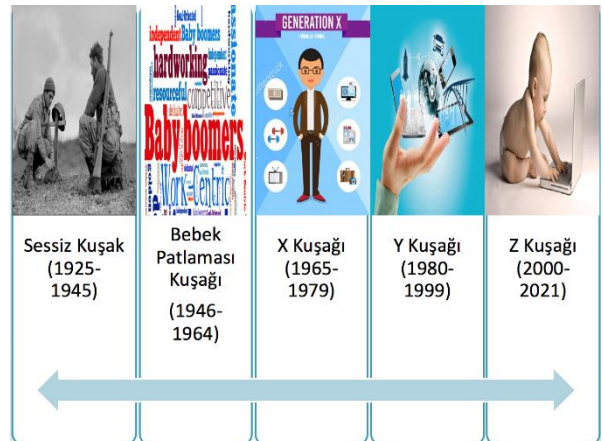 independent Baby boomers
hardworking
resourceful competitive
Baby boomers
Work-Centric
GENERATION X
Sessiz Kuşak
(1925-
1945)
Bebek
Patlaması
Kuşağı
(1946-
1964)
X Kuşağı
(1965-
1979)
Y Kuşağı
(1980-
1999)
Z Kuşağı
(2000-
2021)